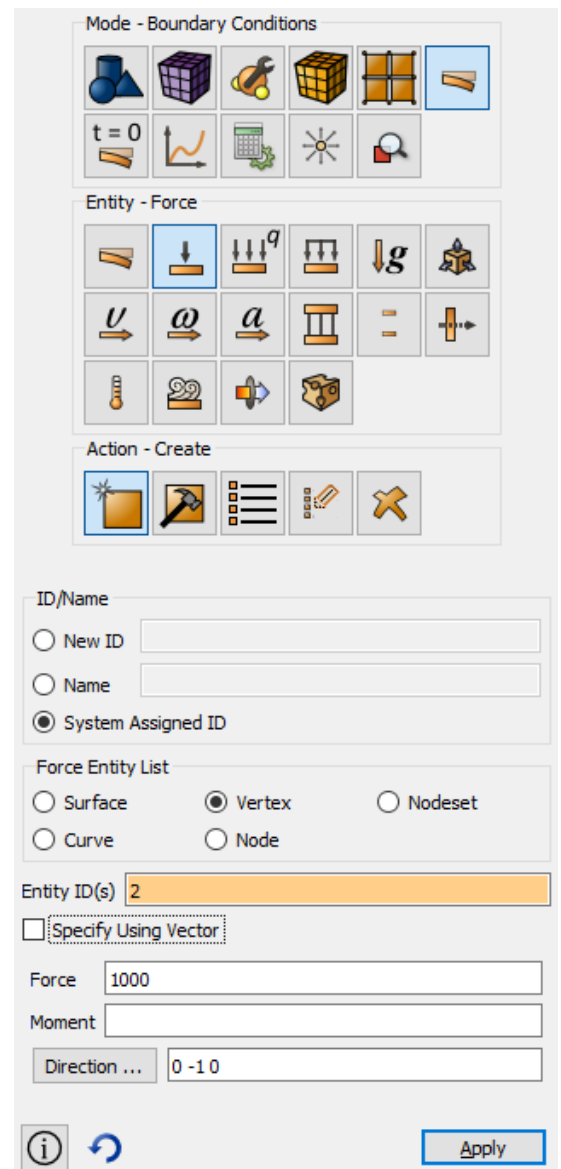 Mode - Boundary Conditions
t = 0
Entity - Force
q
g
υ
ω
a
Action - Create
ID/Name
New ID
Name
System Assigned ID
Force Entity List
Surface Vertex Nodeset
Curve Node
Entity ID(s) 2
Specify Using Vector
Force 1000
Moment
Direction ... 0 -1 0
i Apply